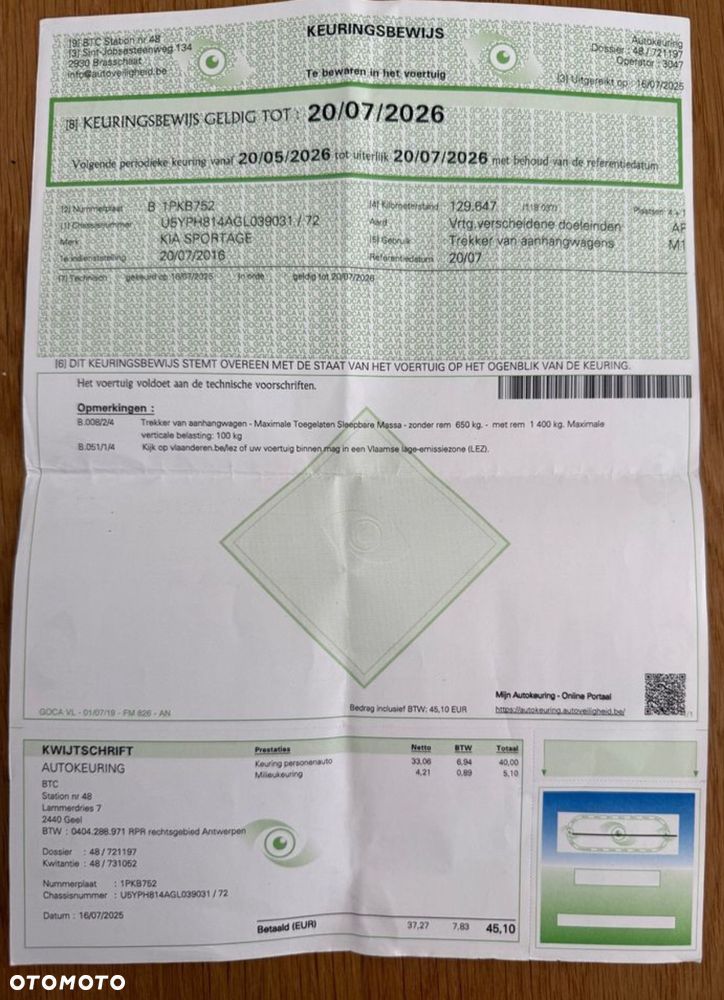 [9] BTC Station nr 48
[3] Sint-Jobsesteenweg 134
2930 Brasschaat
info@autoveiligheid.be
KEURINGSBEWIJS
Te bewaren in het voertuig
Autokeuring
Dossier : 48 / 721197
Operator : 3047
[3] Uitgereikt op : 16/07/2025
[8] KEURINGSBEWIJS GELDIG TOT : 20/07/2026
Volgende periodieke keuring vanaf 20/05/2026 tot uiterlijk 20/07/2026 met behoud van de referentiedatum
[2] Nummerplaat B 1PKB752
[1] Chassisnummer U5YPH814AGL039031 / 72
Merk KIA SPORTAGE
1e indienststelling 20/07/2016
[4] Kilometerstand 129.647 Plaatsen 4 + 1
Aard Vrtg.verscheidene doeleinden AF
[5] Gebruik Trekker van aanhangwagens M1
Referentiedatum 20/07
[7] Technisch goedkeurd op 16/07/2025 In orde geldig tot 20/07/2026
[6] DIT KEURINGSBEWIJS STEMT OVEREEN MET DE STAAT VAN HET VOERTUIG OP HET OGENBLIK VAN DE KEURING.
Het voertuig voldoet aan de technische voorschriften.
Opmerkingen :
B.008/2/4 Trekker van aanhangwagen - Maximale Toegelaten Sleepbare Massa - zonder rem 650 kg. - met rem 1 400 kg. Maximale
verticale belasting: 100 kg
B.051/1/4 Kijk op vlaanderen.be/lez of uw voertuig binnen mag in een Vlaamse lage-emissiezone (LEZ).
Mijn Autokeuring - Online Portaal
https://autokeuring.autoveiligheid.be/
GOCA VL - 01/07/19 - FM 826 - AN
Bedrag inclusief BTW: 45,10 EUR
KWIJTSCHRIFT
AUTOKEURING
BTC
Station nr 48
Lammerdries 7
2440 Geel
BTW : 0404.288.971 RPR rechtsgebied Antwerpen
Dossier : 48 / 721197
Kwitantie : 48 / 731052
Nummerplaat : 1PKB752
Chassisnummer : U5YPH814AGL039031 / 72
Datum : 16/07/2025
Prestaties Netto BTW Totaal
Keuring personenauto 33,06 6,94 40,00
Milieukeuring 4,21 0,89 5,10
Betaald (EUR) 37,27 7,83 45,10
OTOMOTO